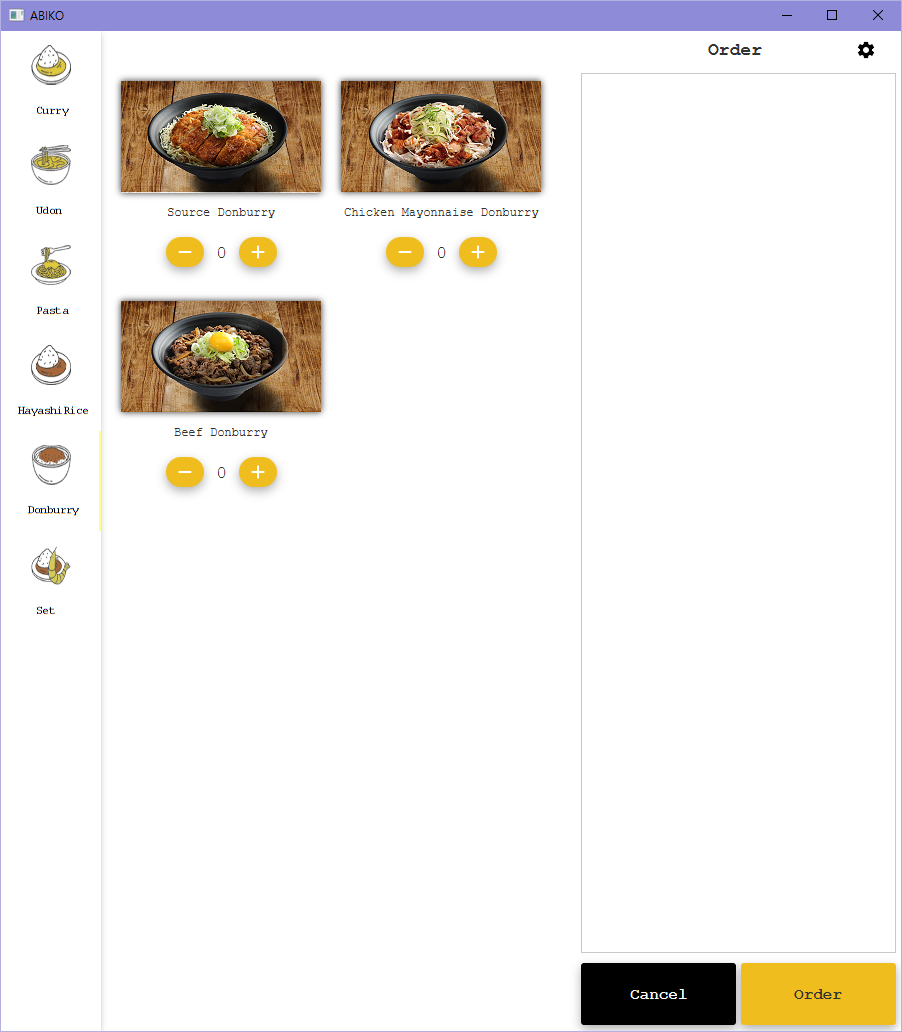 ABIKO
Curry
Udon
Pasta
HayashiRice
Donburry
Set
Source Donburry
0
Chicken Mayonnaise Donburry
0
Beef Donburry
0
Order
Cancel
Order